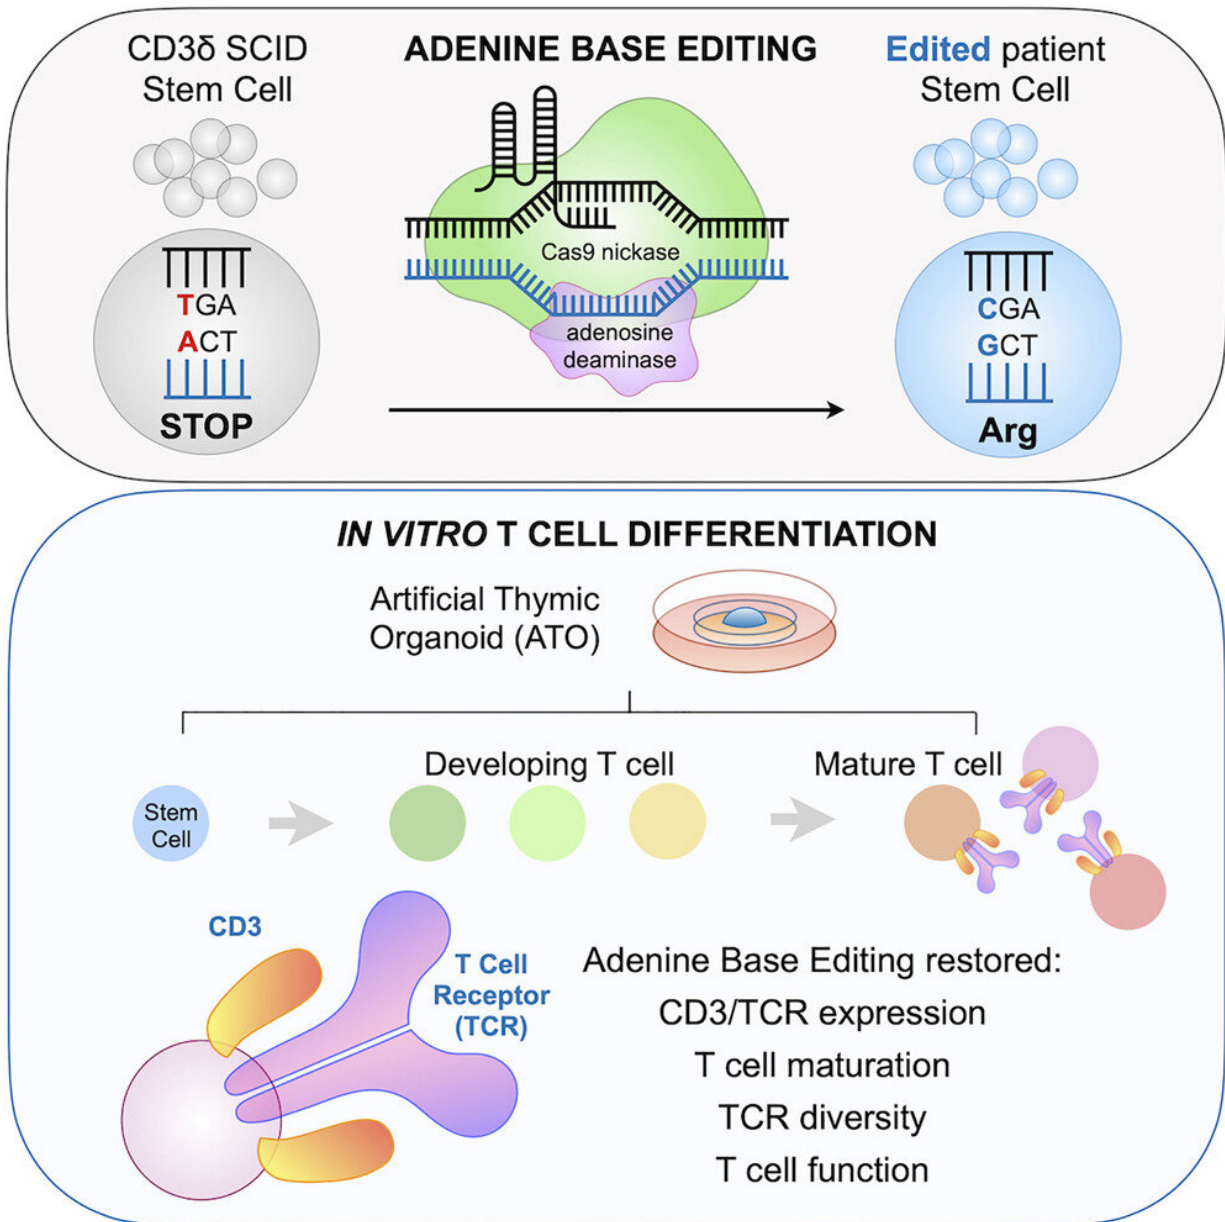 CD3δ SCID
Stem Cell
ADENINE BASE EDITING
Edited patient
Stem Cell
TGA
ACT
STOP
Cas9 nickase
adenosine
deaminase
CGA
GCT
Arg
IN VITRO T CELL DIFFERENTIATION
Artificial Thymic
Organoid (ATO)
Developing T cell
Mature T cell
Stem
Cell
CD3
T Cell
Receptor
(TCR)
Adenine Base Editing restored:
CD3/TCR expression
T cell maturation
TCR diversity
T cell function